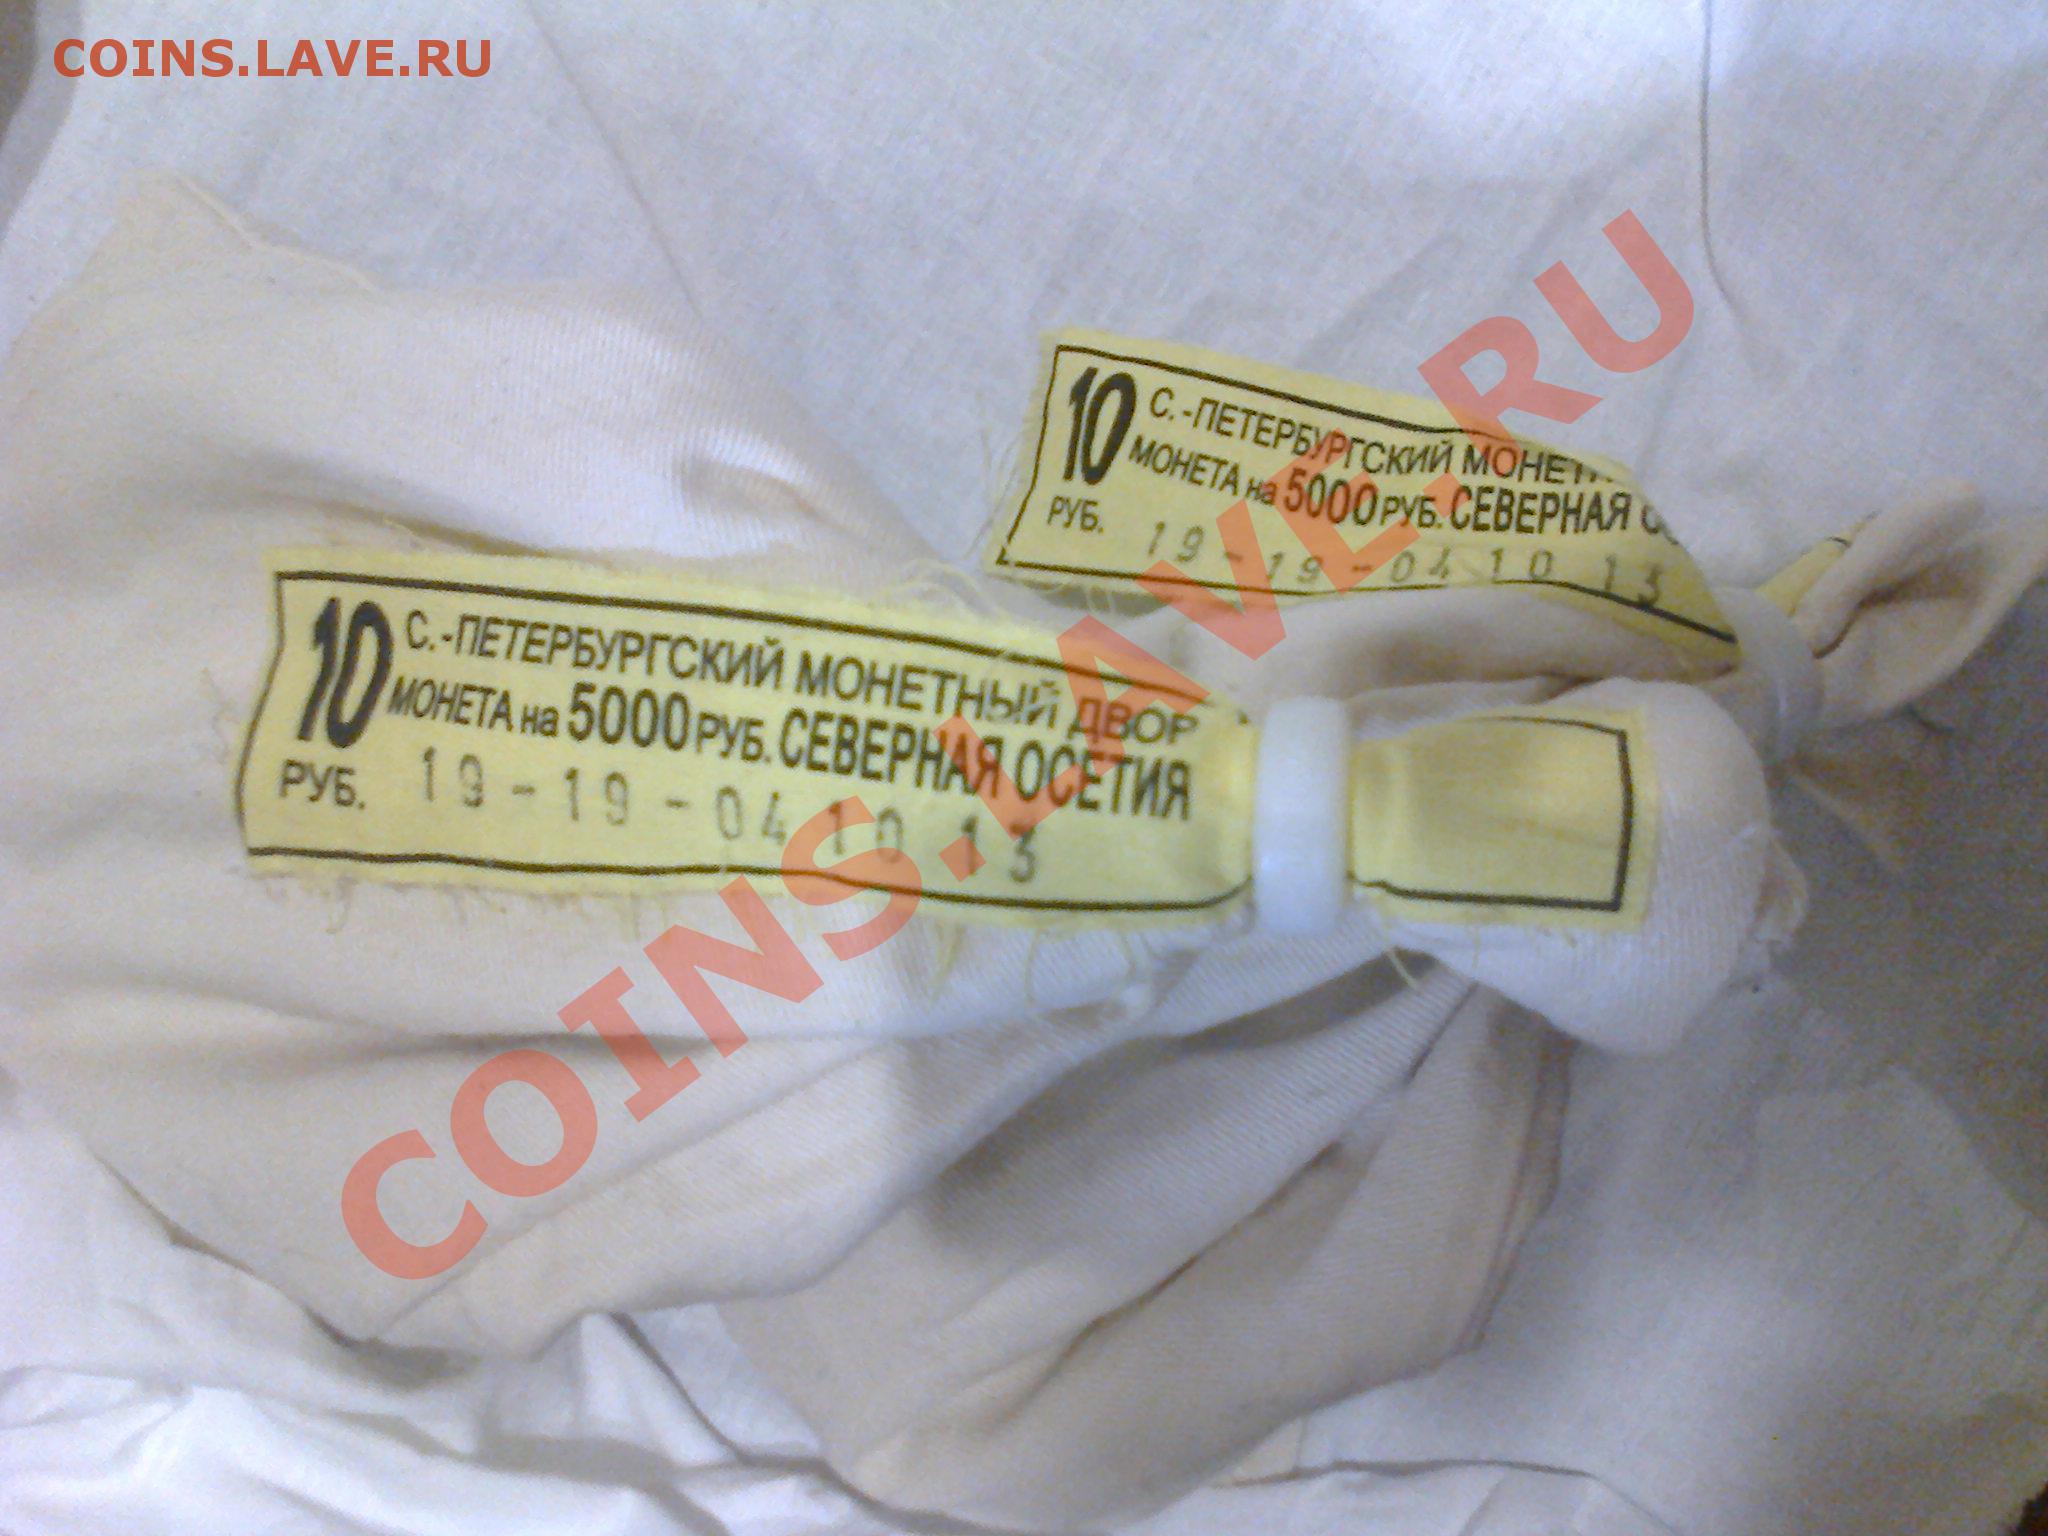 COINS.LAVE.RU
10 РУБ.
С.-ПЕТЕРБУРГСКИЙ
МОНЕТА на 5000 РУБ. СЕВЕРНАЯ
19-19-04 10 13
10 РУБ.
С.-ПЕТЕРБУРГСКИЙ МОНЕТНЫЙ ДВОР
МОНЕТА на 5000 РУБ. СЕВЕРНАЯ ОСЕТИЯ
19-19-04 10 13
COINS.LAVE.RU